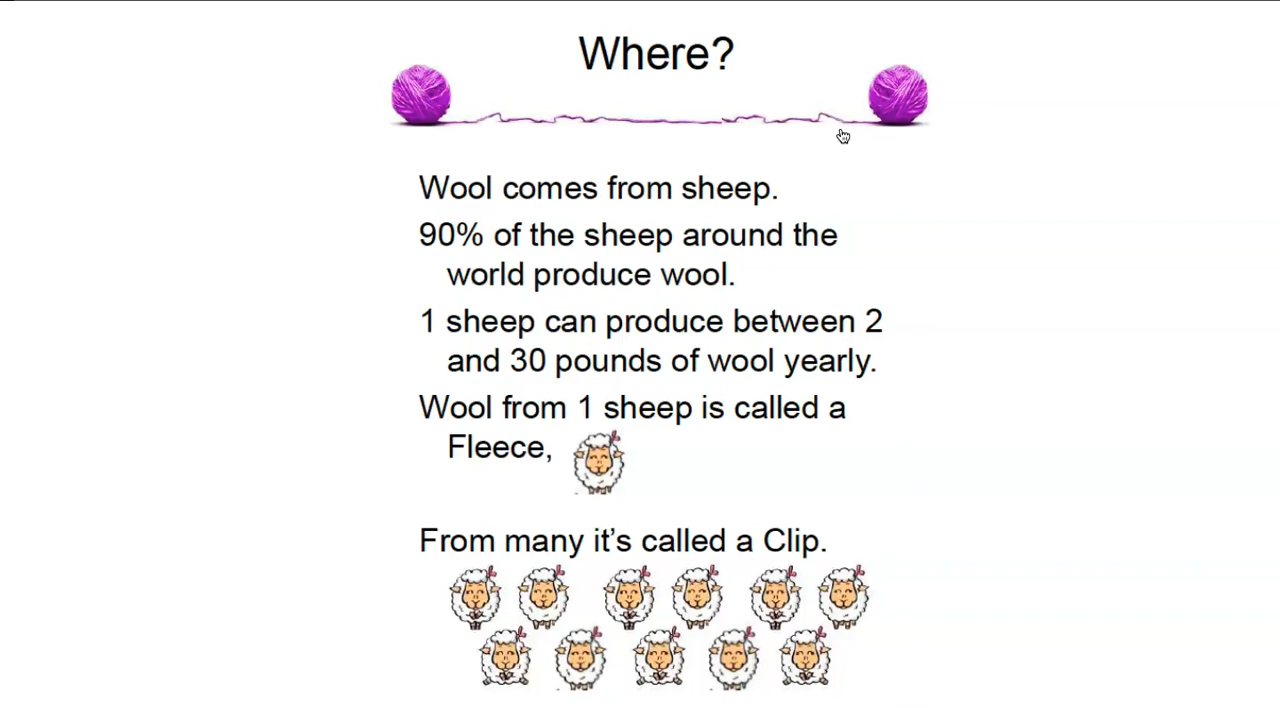 Where?
Wool comes from sheep.
90% of the sheep around the
world produce wool.
1 sheep can produce between 2
and 30 pounds of wool yearly.
Wool from 1 sheep is called a
Fleece,
From many it’s called a Clip.